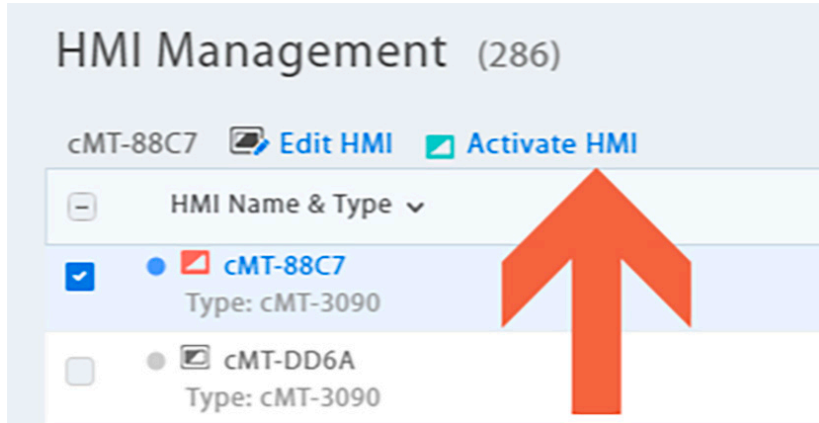 HMI Management (286)
cMT-88C7 Edit HMI Activate HMI
HMI Name & Type
cMT-88C7
Type: cMT-3090
cMT-DD6A
Type: cMT-3090